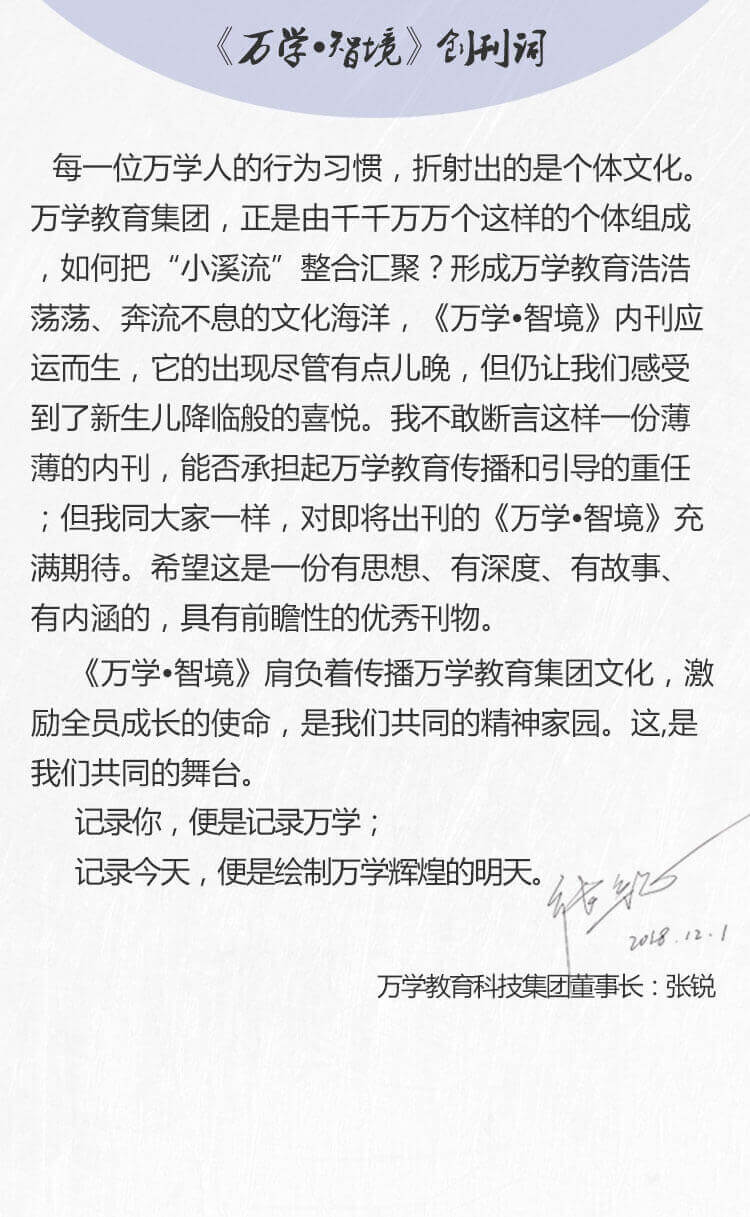 《万学•智境》创刊词
每一位万学人的行为习惯，折射出的是个体文化。
万学教育集团，正是由千千万万个这样的个体组成
，如何把“小溪流”整合汇聚？形成万学教育浩浩
荡荡、奔流不息的文化海洋，《万学•智境》内刊应
运而生，它的出现尽管有点儿晚，但仍让我们感受
到了新生儿降临般的喜悦。我不敢断言这样一份薄
薄的内刊，能否承担起万学教育传播和引导的重任
；但我同大家一样，对即将出刊的《万学•智境》充
满期待。希望这是一份有思想、有深度、有故事、
有内涵的，具有前瞻性的优秀刊物。
《万学•智境》肩负着传播万学教育集团文化，激
励全员成长的使命，是我们共同的精神家园。这,是
我们共同的舞台。
记录你，便是记录万学；
记录今天，便是绘制万学辉煌的明天。
张锐
2018.12.1
万学教育科技集团董事长：张锐